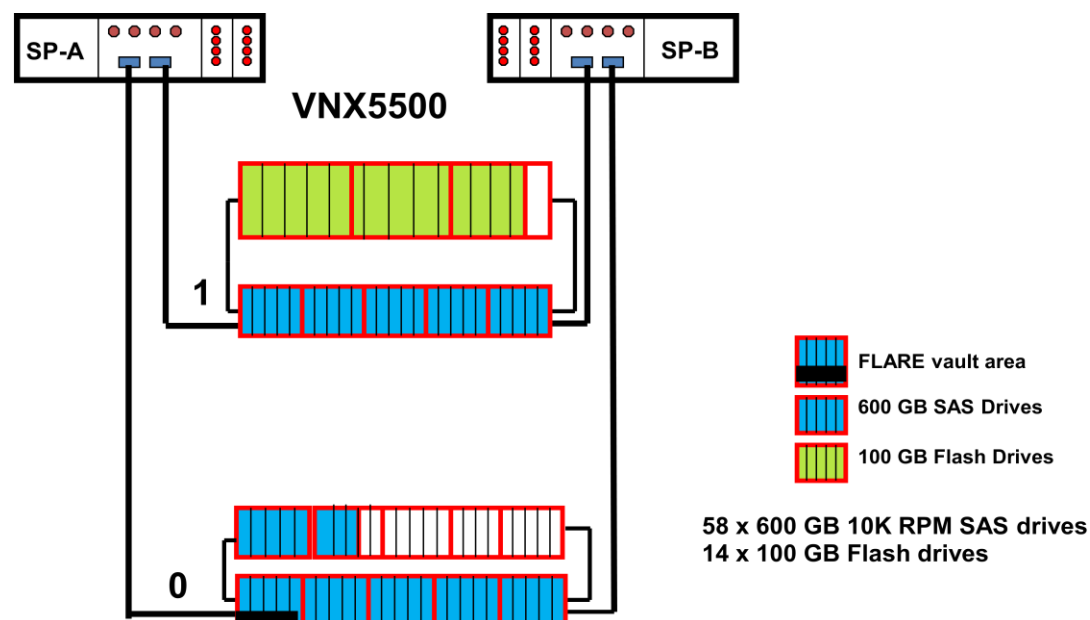 SP-A
SP-B
VNX5500
1
FLARE vault area
600 GB SAS Drives
100 GB Flash Drives
58 x 600 GB 10K RPM SAS drives
14 x 100 GB Flash drives
0